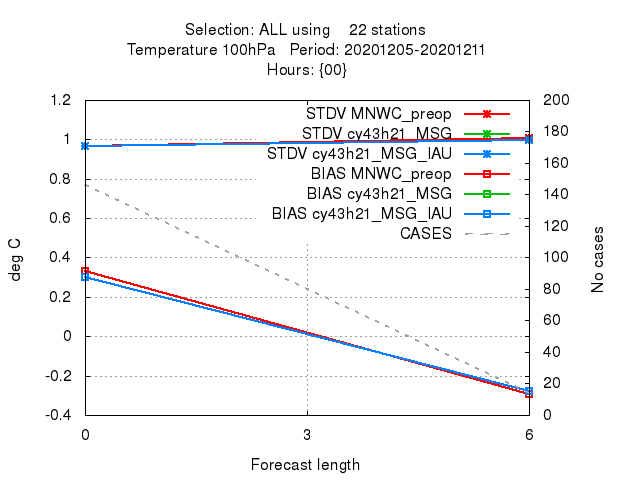 Selection: ALL using 22 stations
Temperature 100hPa Period: 20201205-20201211
Hours: {00}
1.2
1
0.8
0.6
0.4
0.2
0
-0.2
-0.4
200
180
160
140
120
100
80
60
40
20
0
STDV MNWC_preop
STDV cy43h21_MSG
STDV cy43h21_MSG_IAU
BIAS MNWC_preop
BIAS cy43h21_MSG
BIAS cy43h21_MSG_IAU
CASES
deg C
No cases
0
3
6
Forecast length